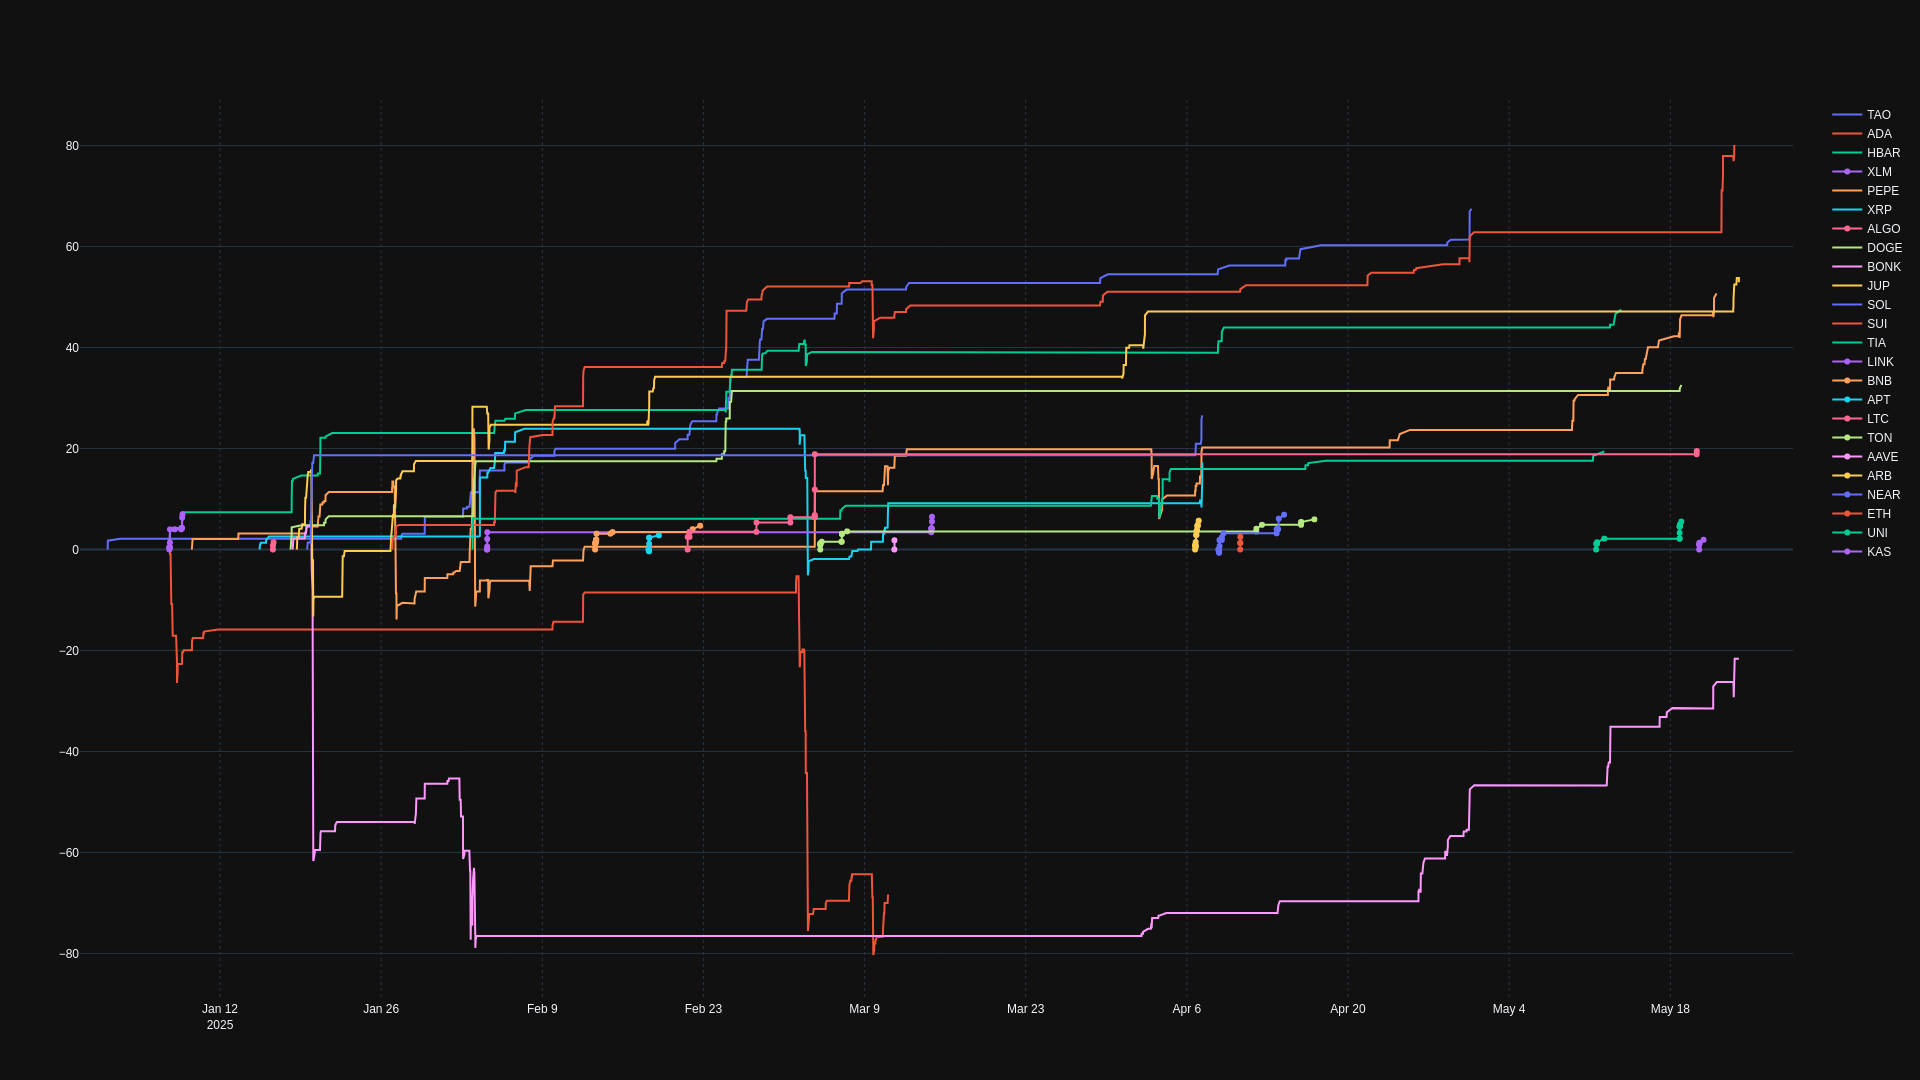 80
60
40
20
0
−20
−40
−60
−80
Jan 12
2025
Jan 26
Feb 9
Feb 23
Mar 9
Mar 23
Apr 6
Apr 20
May 4
May 18
TAO
ADA
HBAR
XLM
PEPE
XRP
ALGO
DOGE
BONK
JUP
SOL
SUI
TIA
LINK
BNB
APT
LTC
TON
AAVE
ARB
NEAR
ETH
UNI
KAS